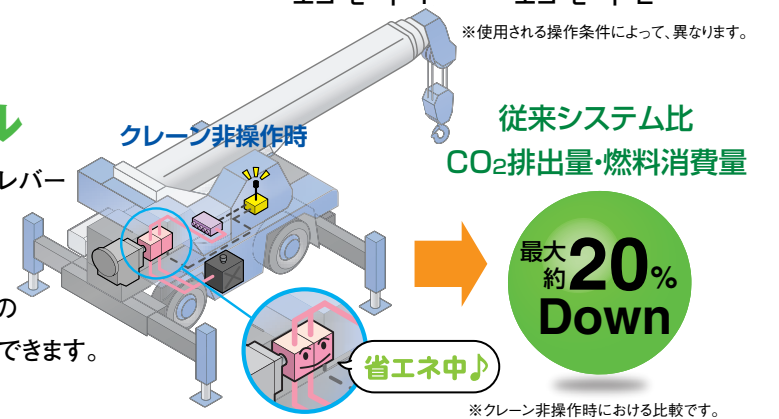 ※使用される操作条件によって、異なります。
ル
クレーン非操作時
レバー
の
できます。
省エネ中♪
従来システム比
CO₂排出量・燃料消費量
最大
約20%
Down
※クレーン非操作時における比較です。